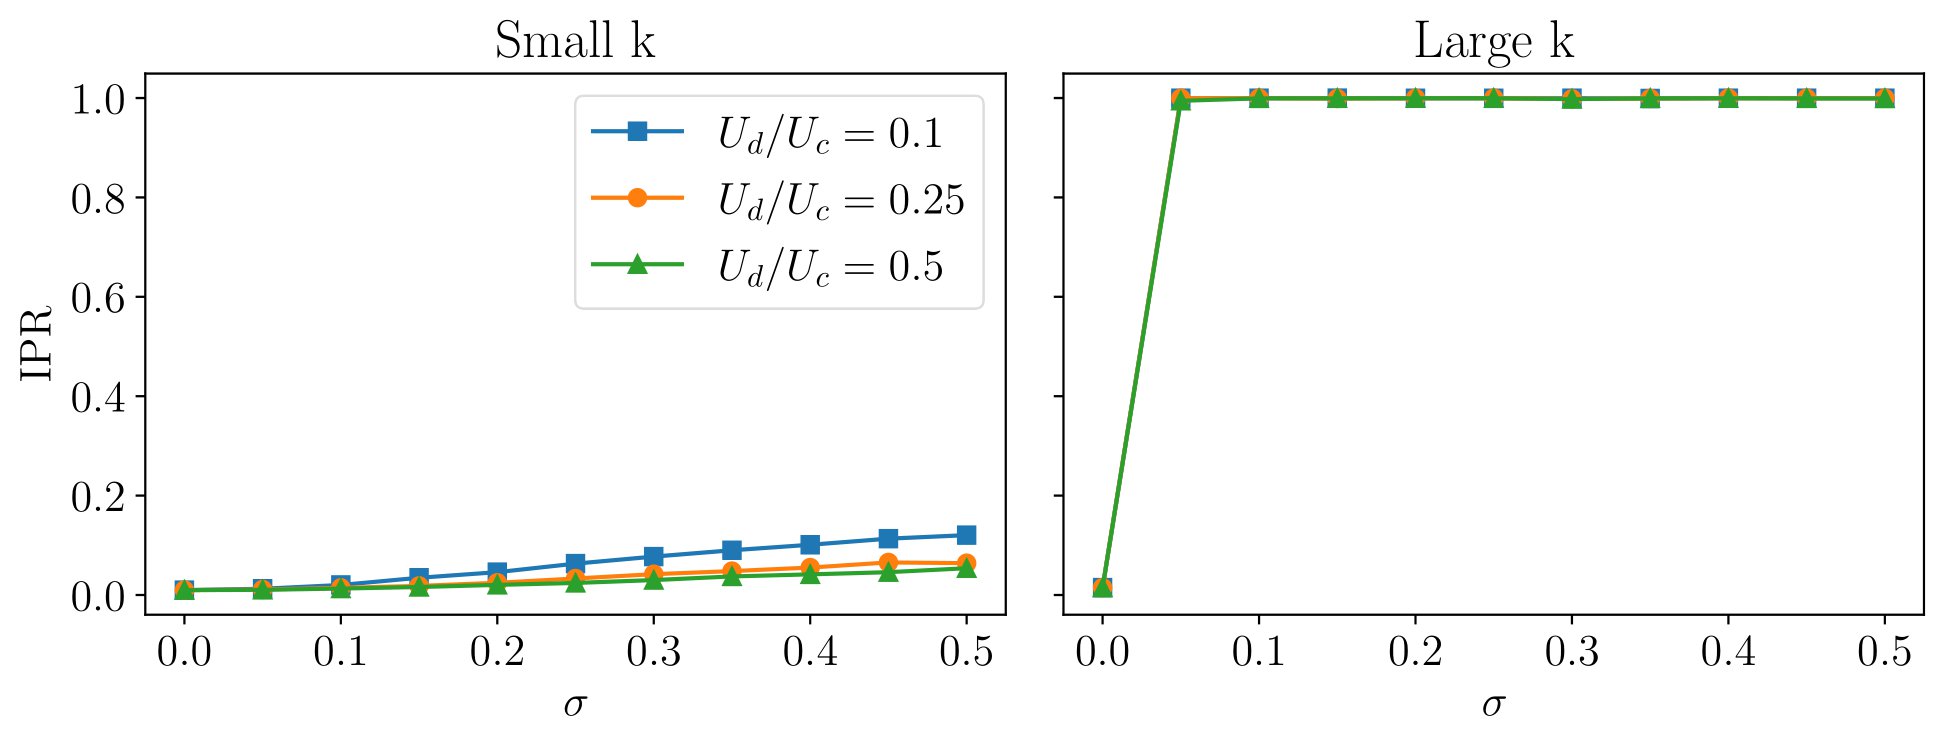 Small k
Large k
IPR
1.0
0.8
0.6
0.4
0.2
0.0
U_d/U_c = 0.1
U_d/U_c = 0.25
U_d/U_c = 0.5
0.0 0.1 0.2 0.3 0.4 0.5
0.0 0.1 0.2 0.3 0.4 0.5
σ
σ